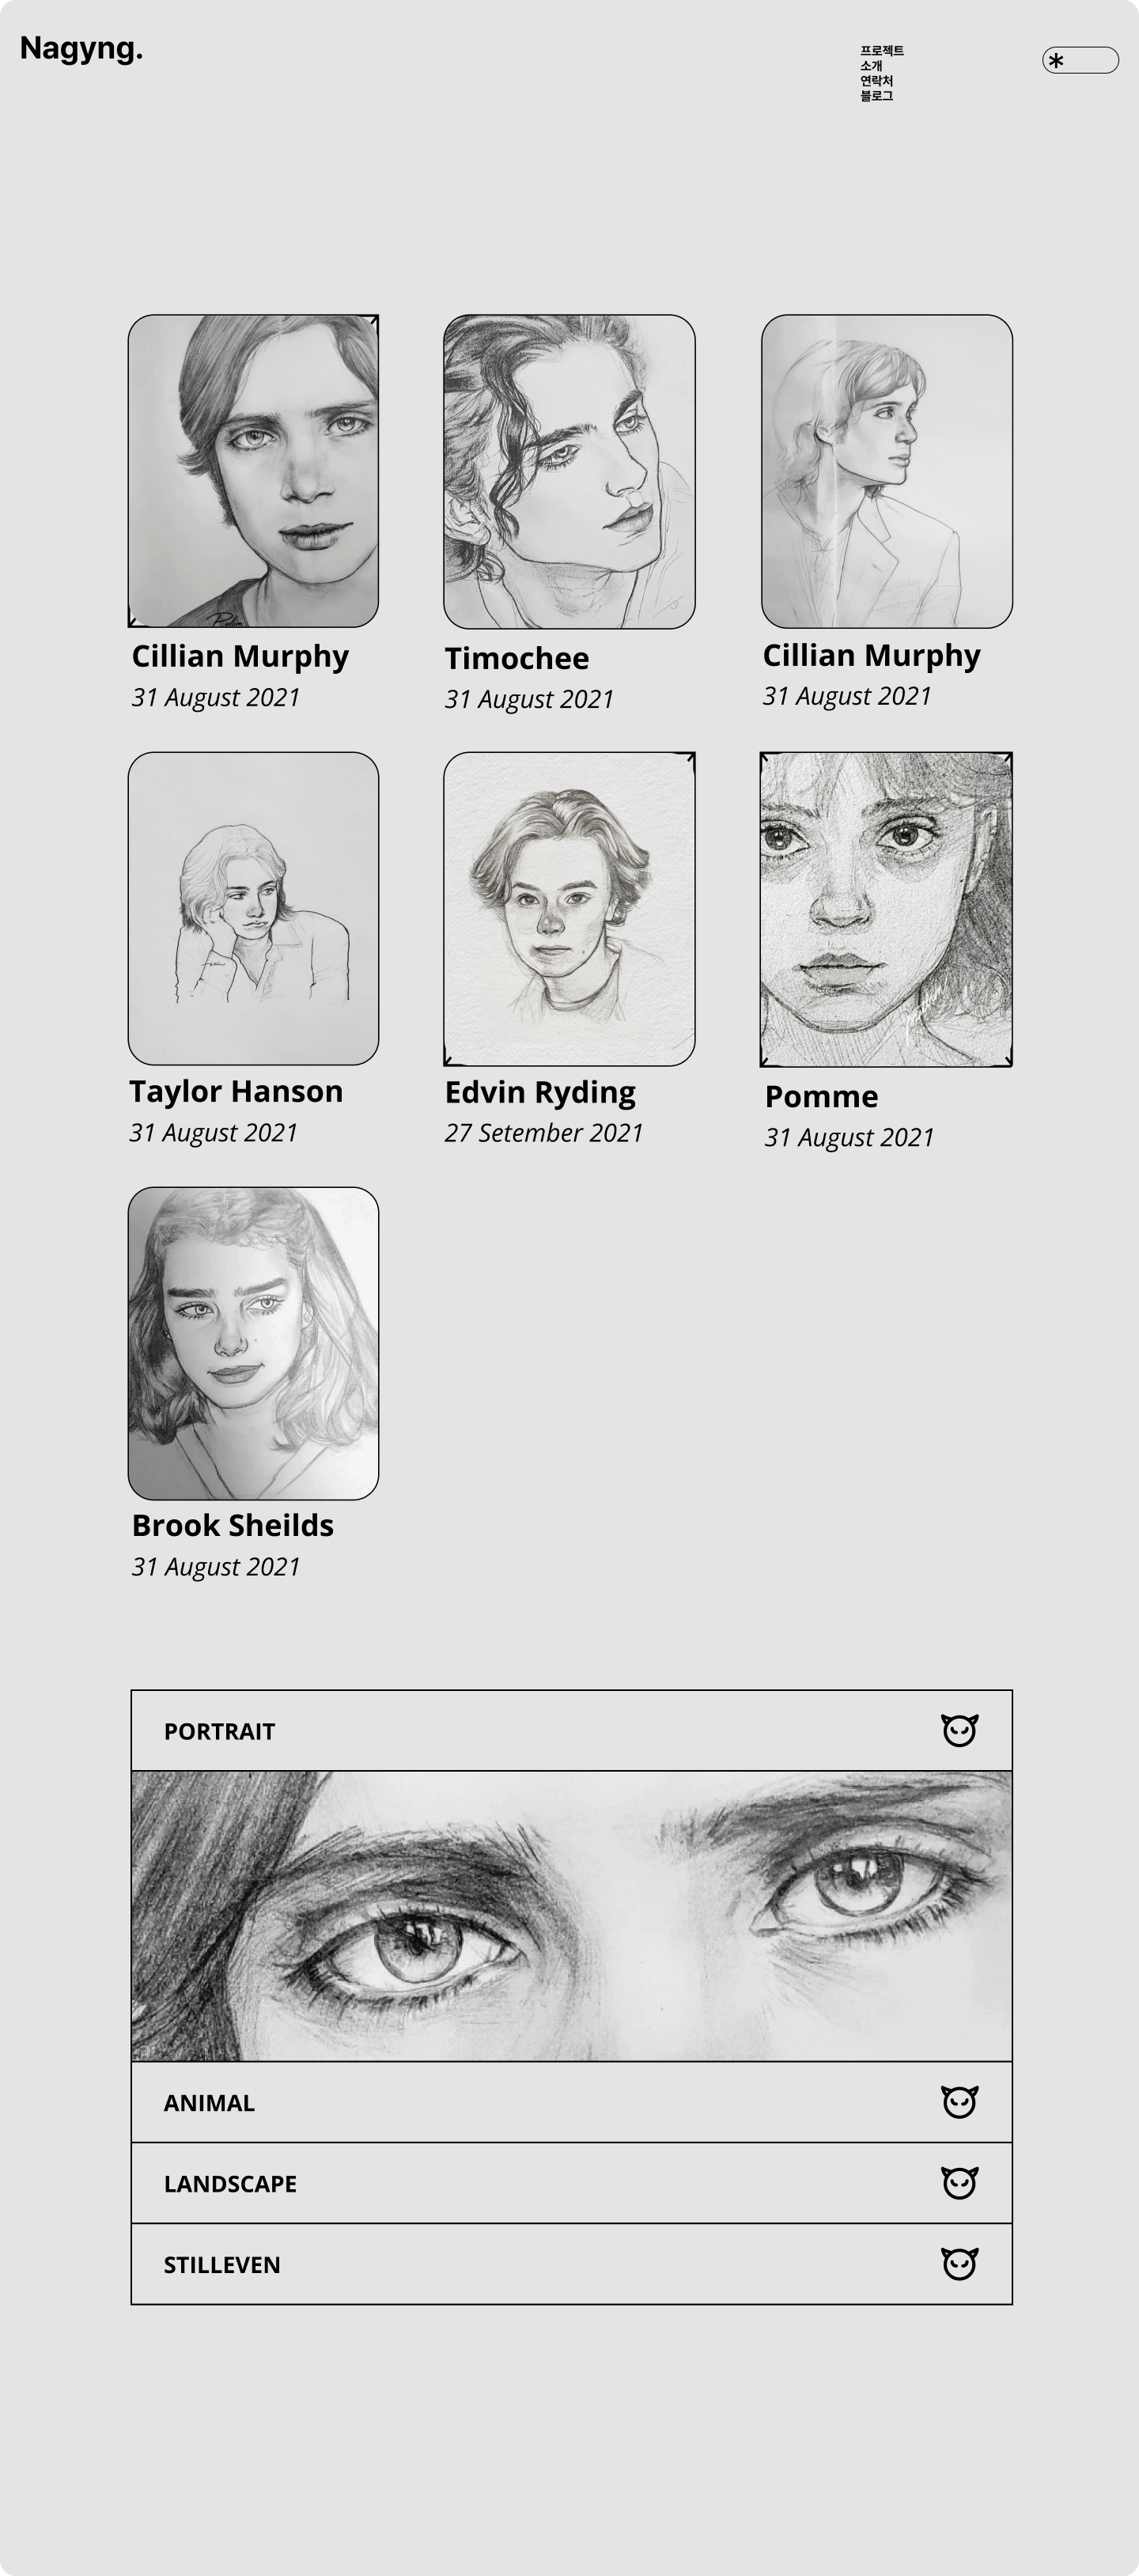 Nagyng.
프로젝트
소개
연락처
블로그
Cillian Murphy
31 August 2021
Timochee
31 August 2021
Cillian Murphy
31 August 2021
Taylor Hanson
31 August 2021
Edvin Ryding
27 Setember 2021
Pomme
31 August 2021
Brook Sheilds
31 August 2021
PORTRAIT
ANIMAL
LANDSCAPE
STILLEVEN